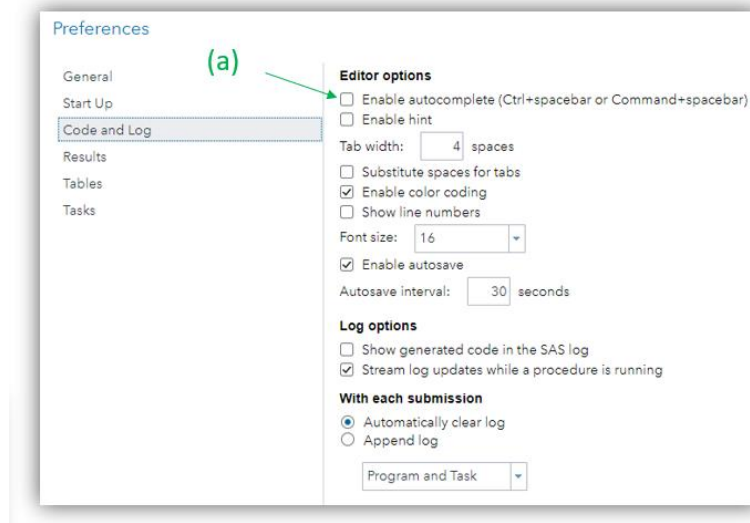 Preferences
(a)
General
Start Up
Code and Log
Results
Tables
Tasks
Editor options
Enable autocomplete (Ctrl+spacebar or Command+spacebar)
Enable hint
Tab width: 4 spaces
Substitute spaces for tabs
Enable color coding
Show line numbers
Font size: 16
Enable autosave
Autosave interval: 30 seconds
Log options
Show generated code in the SAS log
Stream log updates while a procedure is running
With each submission
Automatically clear log
Append log
Program and Task